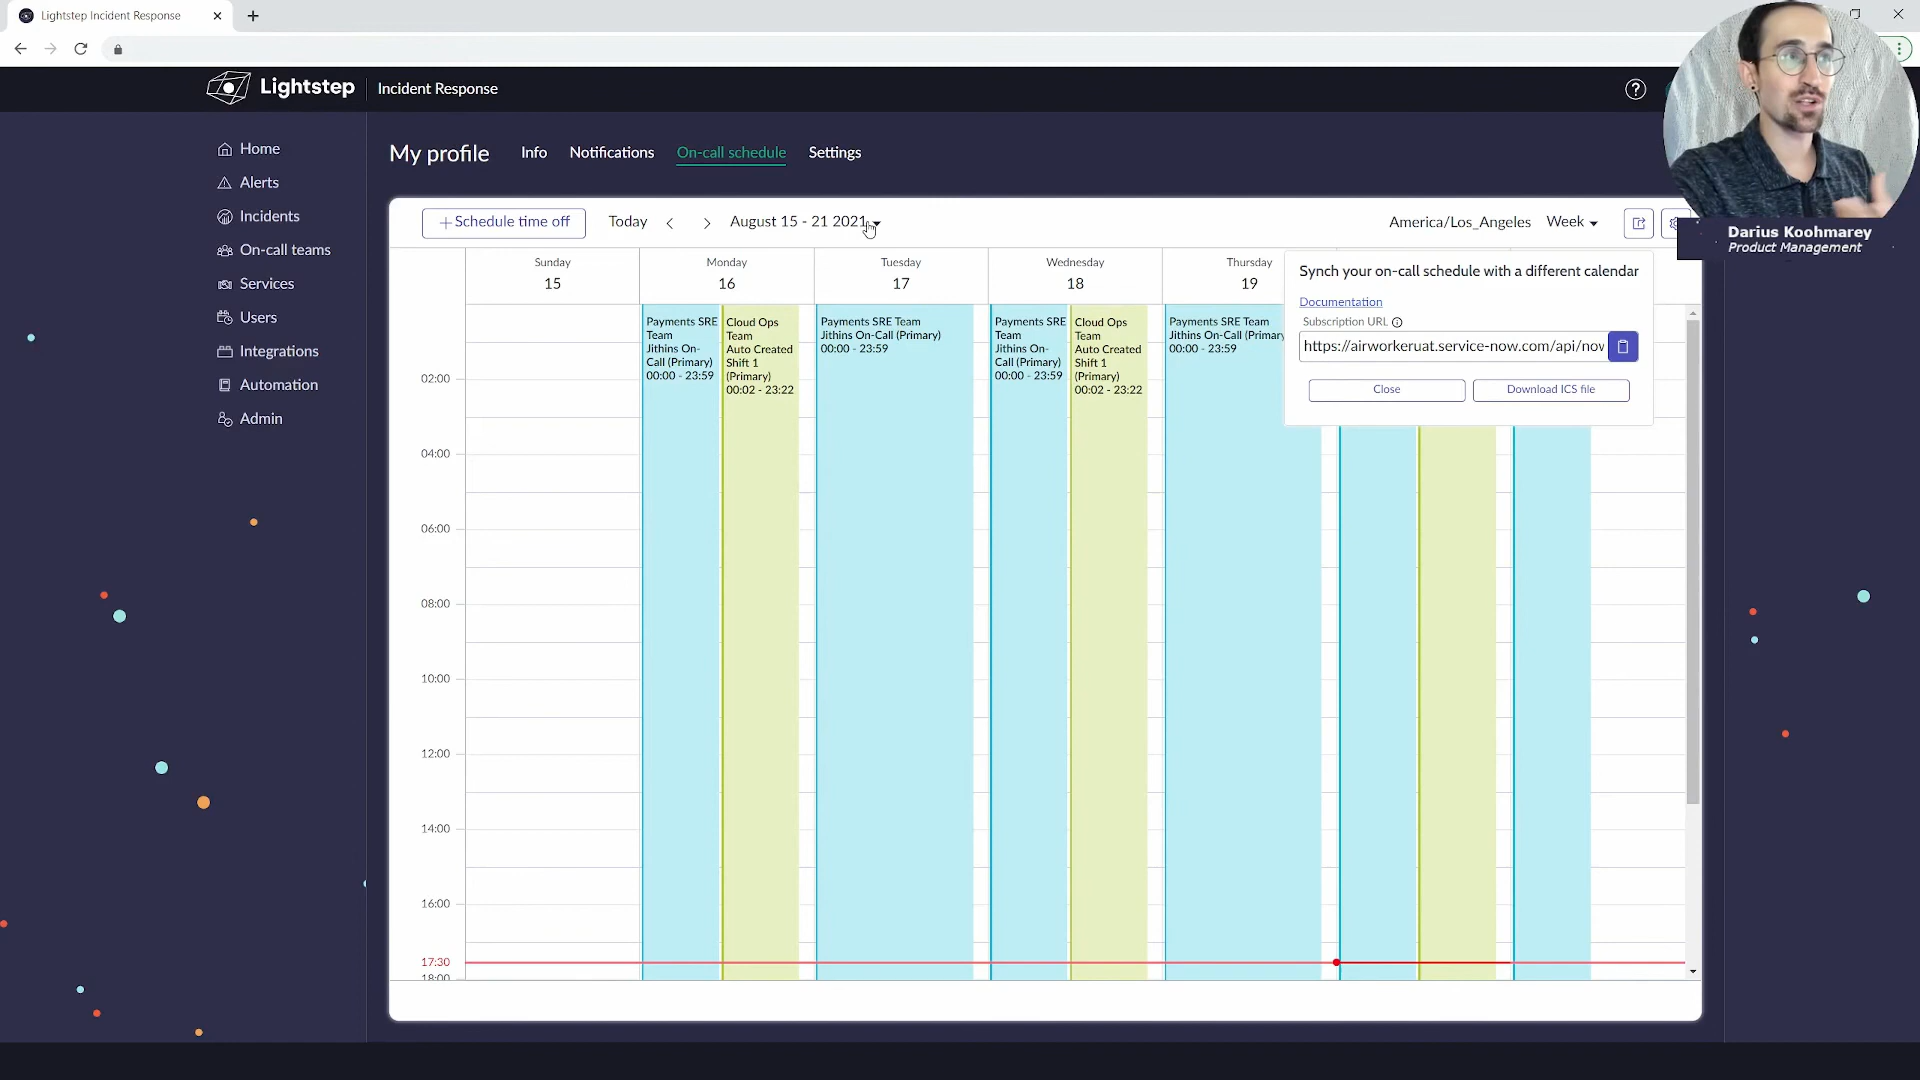 Lightstep Incident Response
Lightstep
Incident Response
Darius Koohmarey
Product Management
Home
Alerts
Incidents
On-call teams
Services
Users
Integrations
Automation
Admin
My profile
Info
Notifications
On-call schedule
Settings
Schedule time off
Today
August 15 - 21 2021
America/Los_Angeles
Week
Sunday
15
Monday
16
Tuesday
17
Wednesday
18
Thursday
19
Synch your on-call schedule with a different calendar
Documentation
Subscription URL
https://airworkeruat.service-now.com/api/nov
Close
Download ICS file
Payments SRE
Team
Jithins On-
Call (Primary)
00:00 - 23:59
Cloud Ops
Team
Auto Created
Shift 1
(Primary)
00:02 - 23:22
Payments SRE Team
Jithins On-Call (Primary)
00:00 - 23:59
Payments SRE
Team
Jithins On-
Call (Primary)
00:00 - 23:59
Cloud Ops
Team
Auto Created
Shift 1
(Primary)
00:02 - 23:22
Payments SRE Team
Jithins On-Call (Primary
00:00 - 23:59
02:00
04:00
06:00
08:00
10:00
12:00
14:00
16:00
17:30
18:00